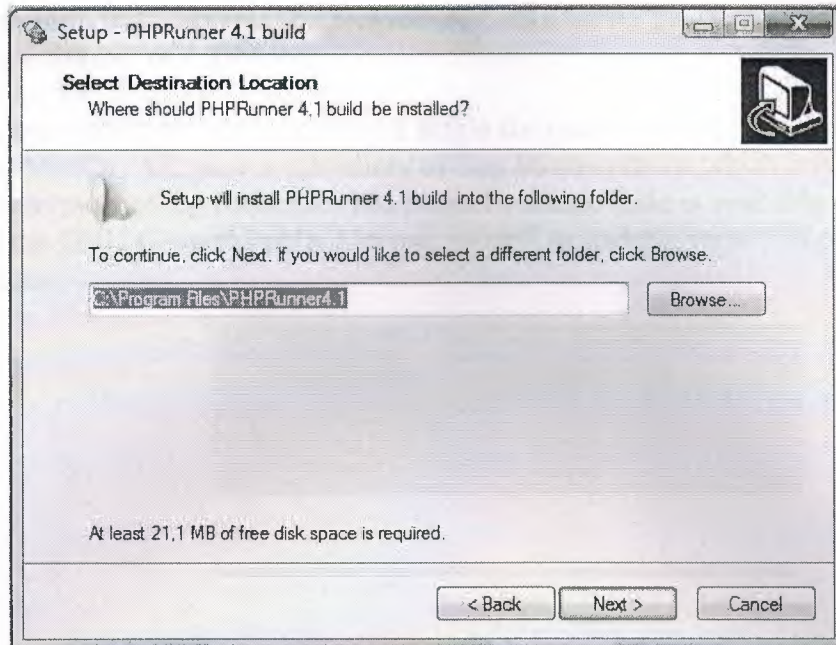 Setup - PHPRunner 4.1 build
Select Destination Location
Where should PHPRunner 4.1 build be installed?
Setup will install PHPRunner 4.1 build into the following folder.
To continue, click Next. If you would like to select a different folder, click Browse.
C:\Program Files\PHPRunner4.1
Browse...
At least 21,1 MB of free disk space is required.
< Back
Next >
Cancel